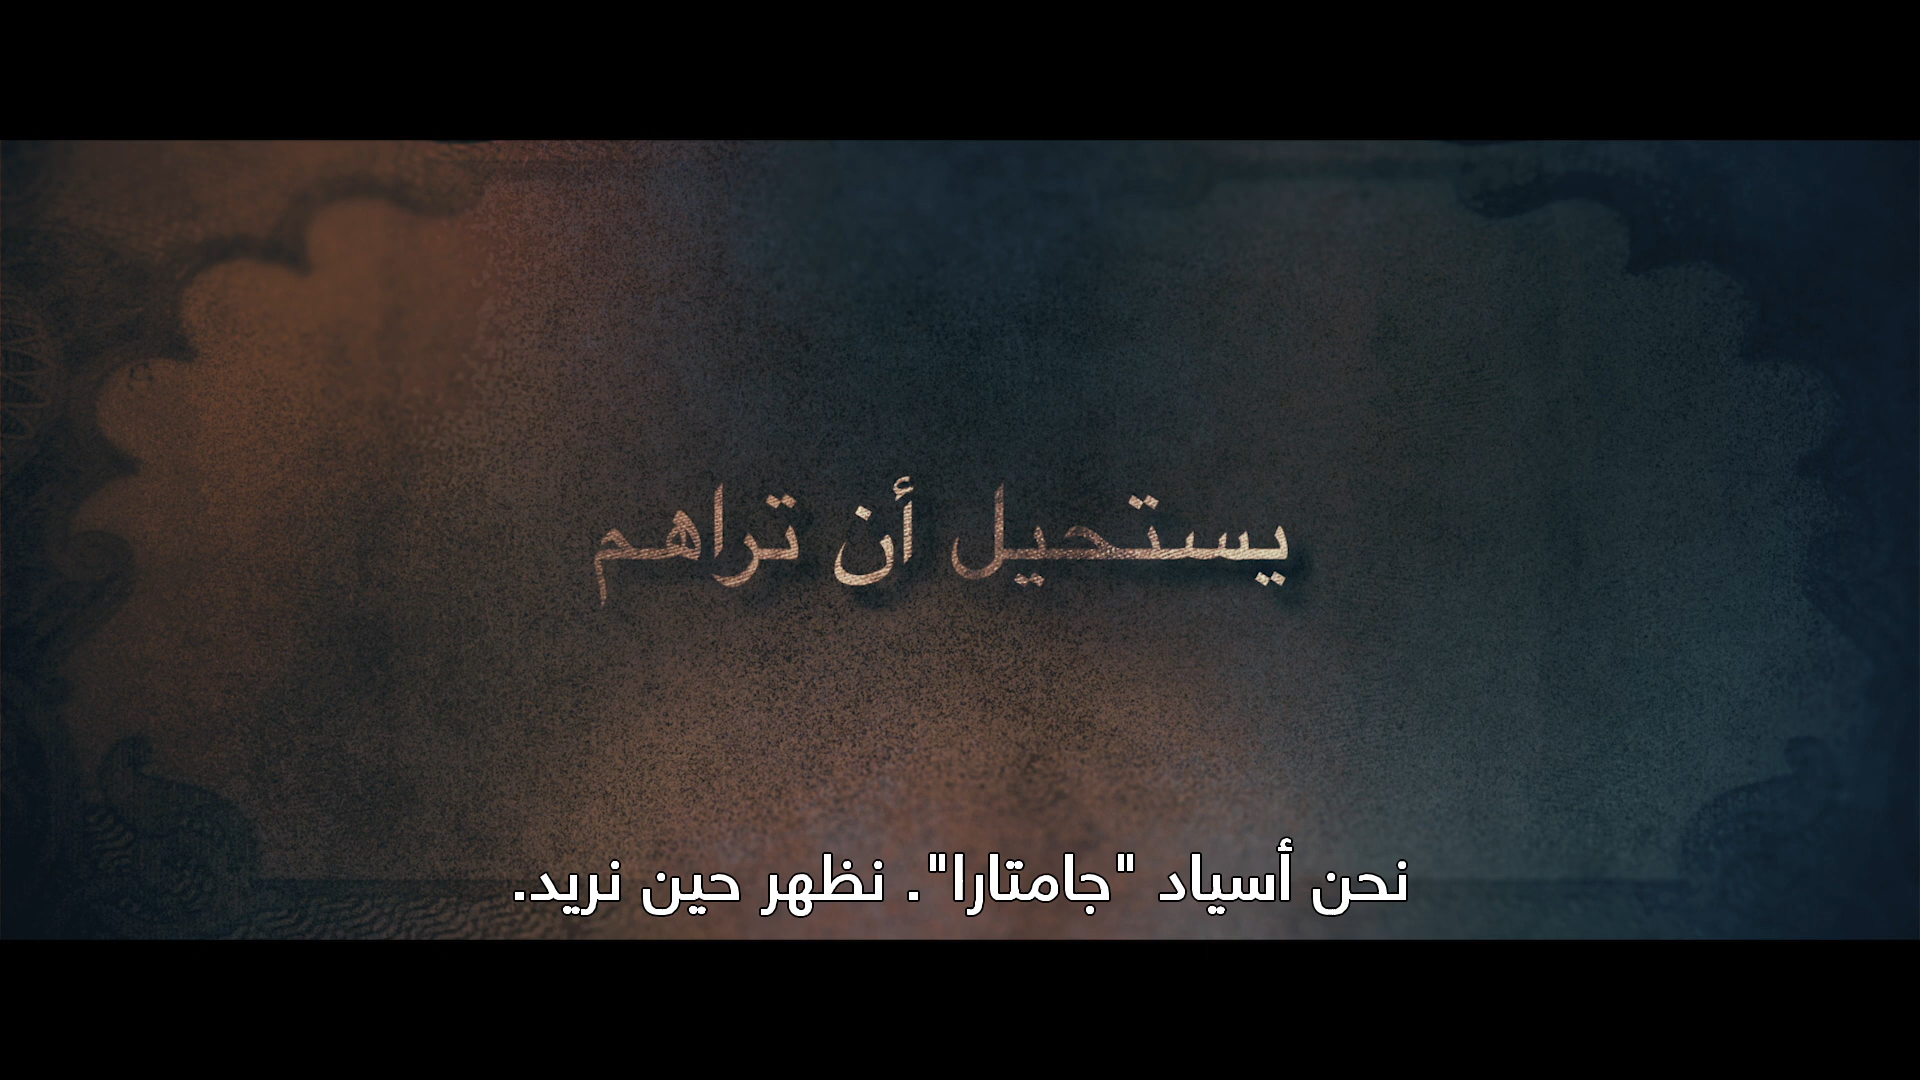 يستحيل أن تراهم
نحن أسياد "جامتارا". نظهر حين نريد.